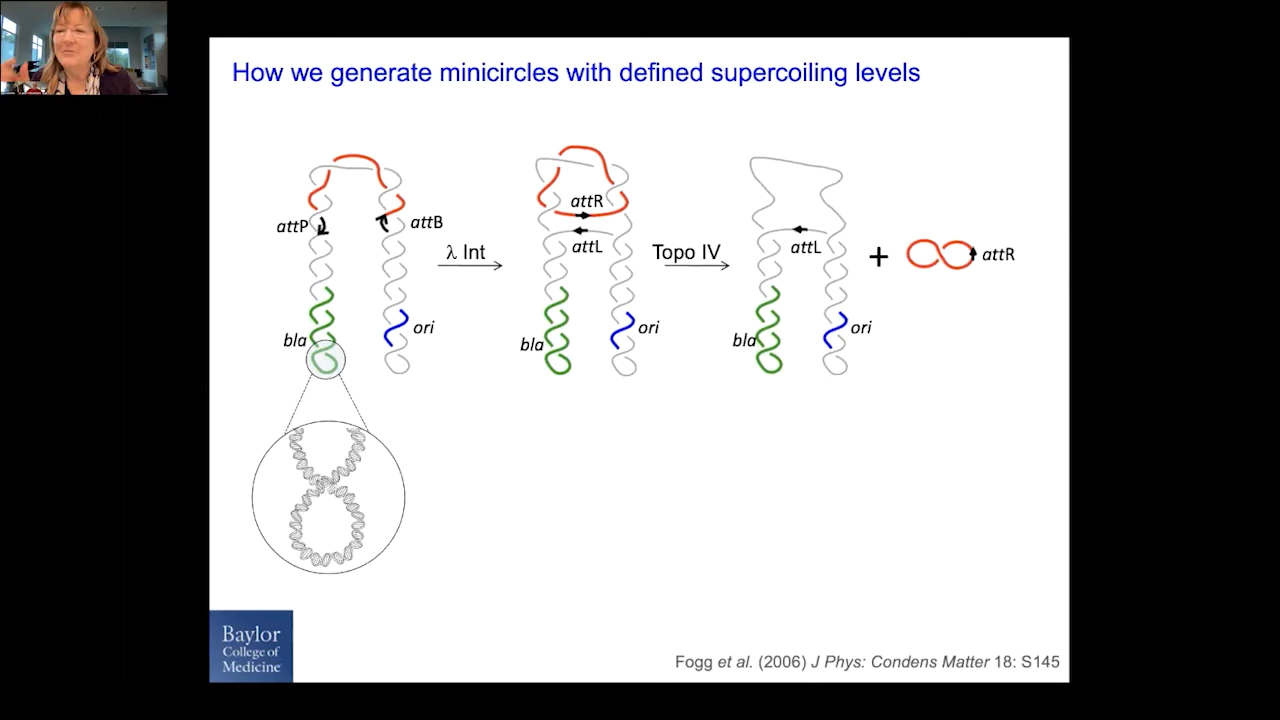 How we generate minicircles with defined supercoiling levels
attP
attB
bla
ori
λ Int
attR
attL
bla
ori
Topo IV
attL
bla
ori
+
attR
Baylor
College of
Medicine
Fogg et al. (2006) J Phys: Condens Matter 18: S145